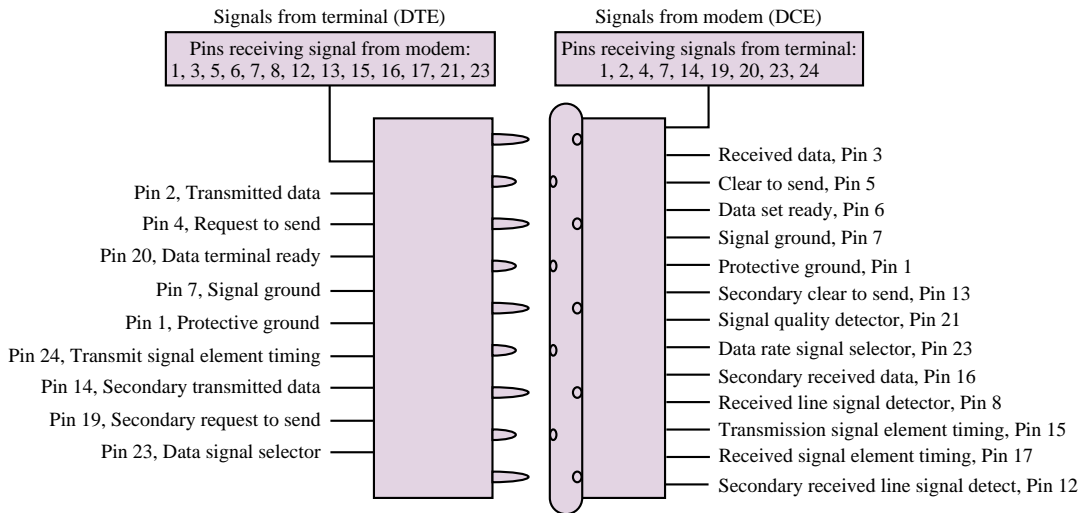 Signals from terminal (DTE)
Pins receiving signal from modem:
1, 3, 5, 6, 7, 8, 12, 13, 15, 16, 17, 21, 23
Pin 2, Transmitted data
Pin 4, Request to send
Pin 20, Data terminal ready
Pin 7, Signal ground
Pin 1, Protective ground
Pin 24, Transmit signal element timing
Pin 14, Secondary transmitted data
Pin 19, Secondary request to send
Pin 23, Data signal selector
Signals from modem (DCE)
Pins receiving signals from terminal:
1, 2, 4, 7, 14, 19, 20, 23, 24
Received data, Pin 3
Clear to send, Pin 5
Data set ready, Pin 6
Signal ground, Pin 7
Protective ground, Pin 1
Secondary clear to send, Pin 13
Signal quality detector, Pin 21
Data rate signal selector, Pin 23
Secondary received data, Pin 16
Received line signal detector, Pin 8
Transmission signal element timing, Pin 15
Received signal element timing, Pin 17
Secondary received line signal detect, Pin 12